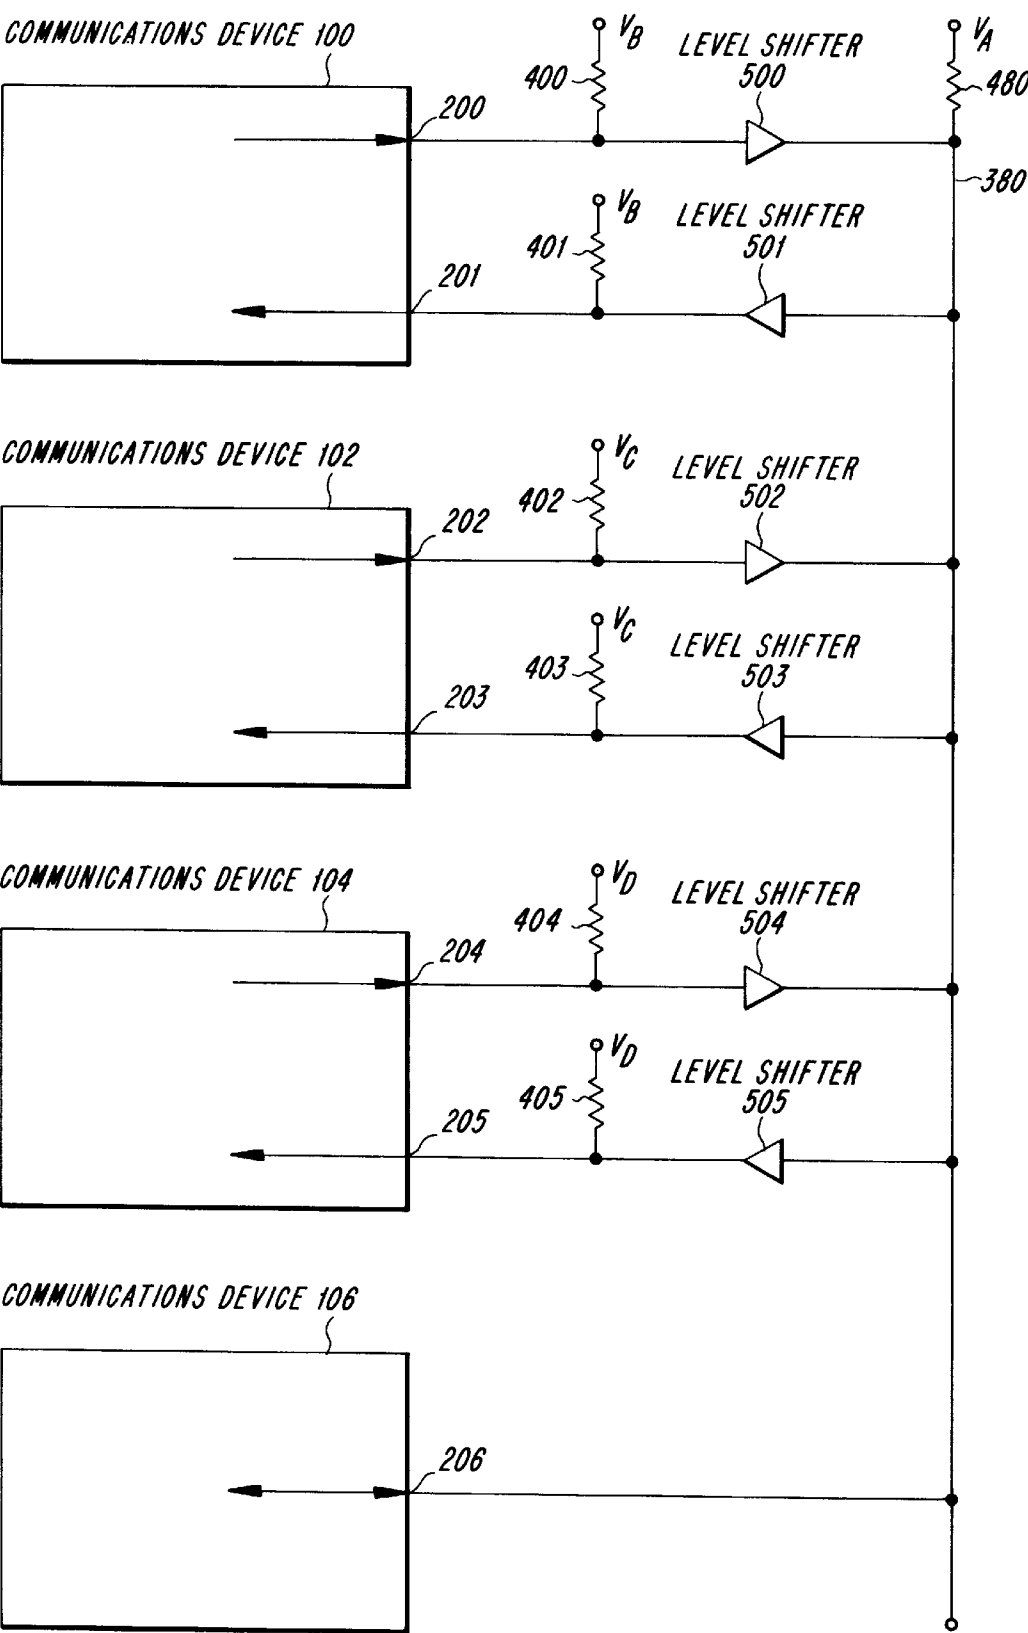 COMMUNICATIONS DEVICE 100
200
201
400
401
V_B
V_B
LEVEL SHIFTER
500
LEVEL SHIFTER
501
V_A
480
380
COMMUNICATIONS DEVICE 102
202
203
402
403
V_C
V_C
LEVEL SHIFTER
502
LEVEL SHIFTER
503
COMMUNICATIONS DEVICE 104
204
205
404
405
V_D
V_D
LEVEL SHIFTER
504
LEVEL SHIFTER
505
COMMUNICATIONS DEVICE 106
206